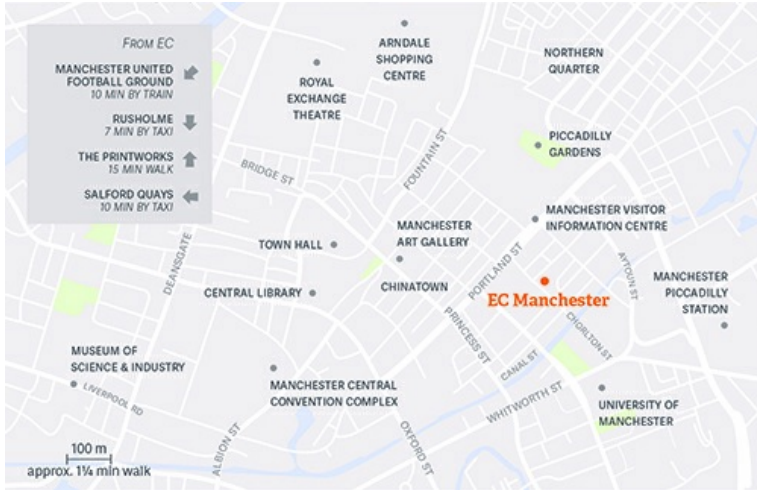 FROM EC
MANCHESTER UNITED
FOOTBALL GROUND
10 MIN BY TRAIN
RUSHOLME
7 MIN BY TAXI
THE PRINTWORKS
15 MIN WALK
SALFORD QUAYS
10 MIN BY TAXI
ARNDALE
SHOPPING
CENTRE
NORTHERN
QUARTER
ROYAL
EXCHANGE
THEATRE
PICCADILLY
GARDENS
FOUNTAIN ST
BRIDGE ST
MANCHESTER VISITOR
INFORMATION CENTRE
MANCHESTER
ART GALLERY
TOWN HALL
DEANSGATE
PORTLAND ST
AYTOUN ST
MANCHESTER
PICCADILLY
STATION
CHINATOWN
CENTRAL LIBRARY
EC Manchester
PRINCESS ST
CHORLTON ST
CANAL ST
MUSEUM OF
SCIENCE & INDUSTRY
LIVERPOOL RD
MANCHESTER CENTRAL
CONVENTION COMPLEX
WHITWORTH ST
UNIVERSITY OF
MANCHESTER
ALBION ST
OXFORD ST
100 m
approx. 1¼ min walk